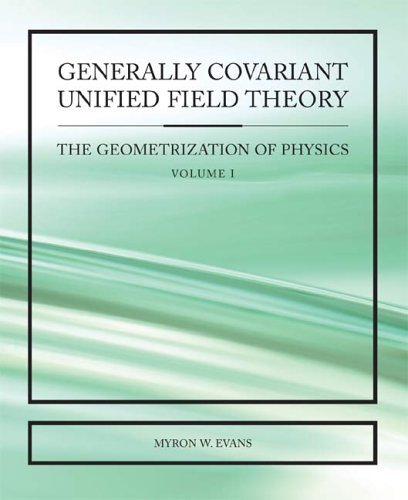 GENERALLY COVARIANT
UNIFIED FIELD THEORY
THE GEOMETRIZATION OF PHYSICS
VOLUME I
MYRON W. EVANS